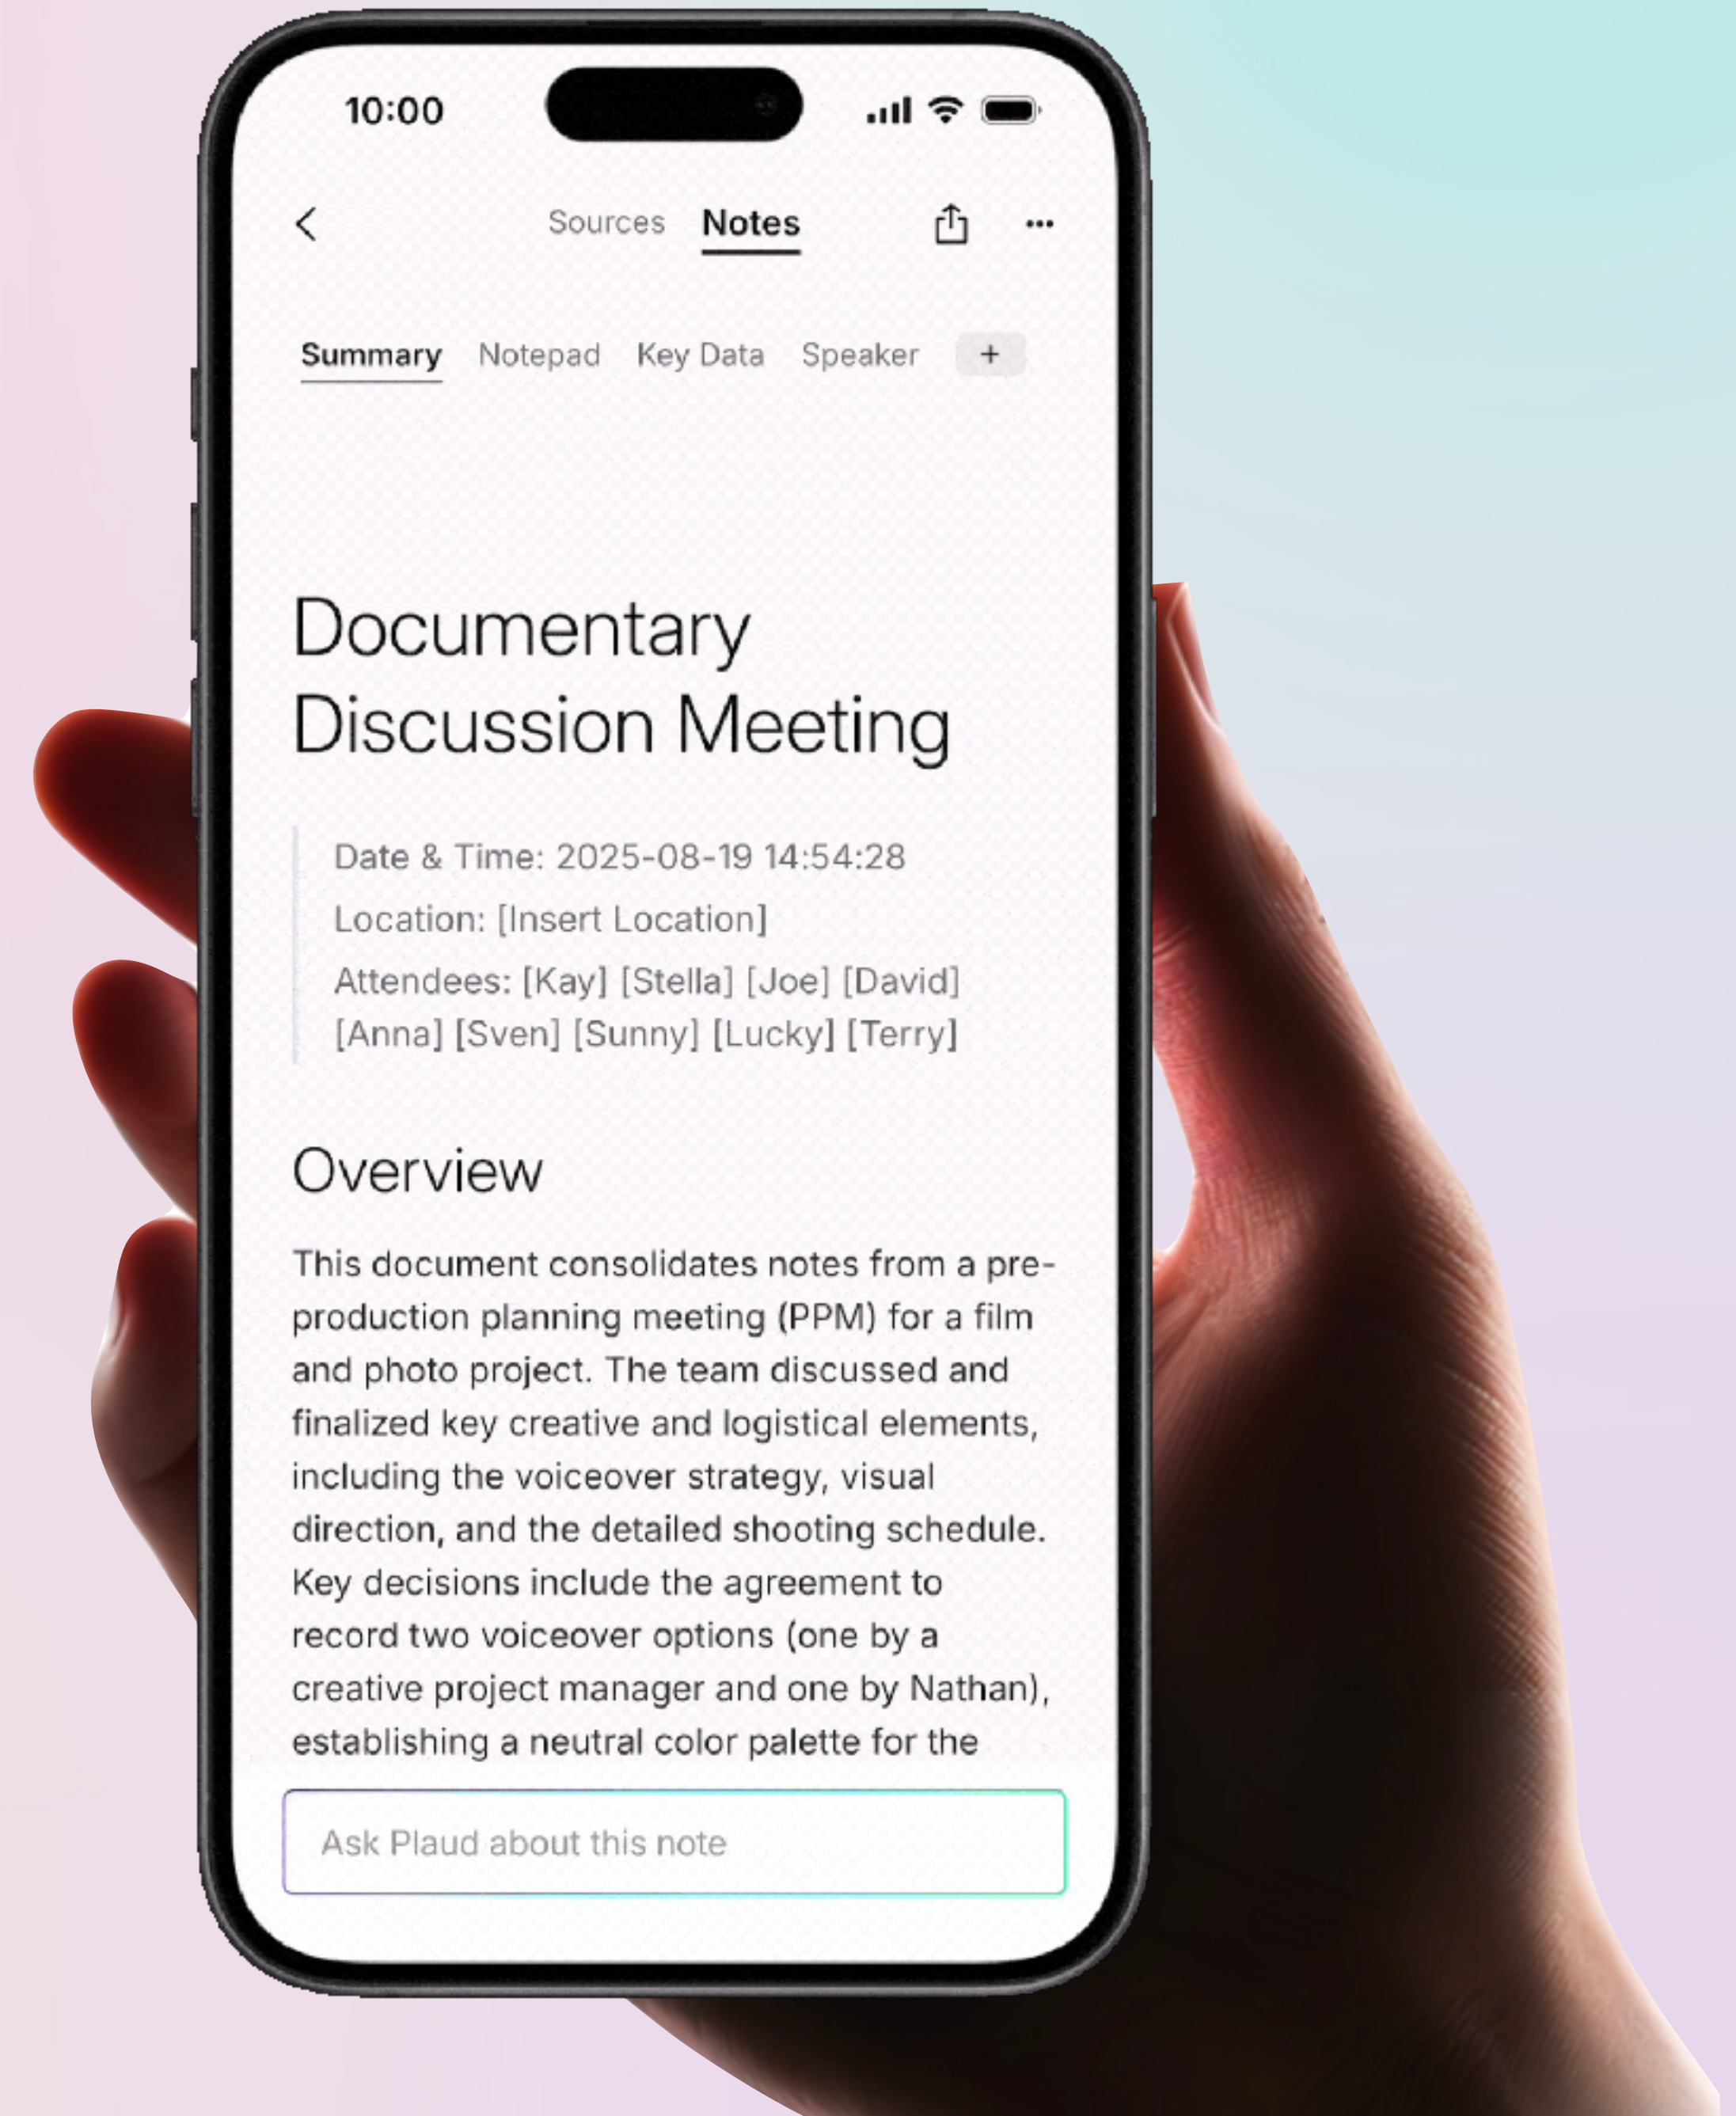 10:00
Sources Notes
Summary Notepad Key Data Speaker +
Documentary
Discussion Meeting
Date & Time: 2025-08-19 14:54:28
Location: [Insert Location]
Attendees: [Kay] [Stella] [Joe] [David]
[Anna] [Sven] [Sunny] [Lucky] [Terry]
Overview
This document consolidates notes from a pre-
production planning meeting (PPM) for a film
and photo project. The team discussed and
finalized key creative and logistical elements,
including the voiceover strategy, visual
direction, and the detailed shooting schedule.
Key decisions include the agreement to
record two voiceover options (one by a
creative project manager and one by Nathan),
establishing a neutral color palette for the
Ask Plaud about this note